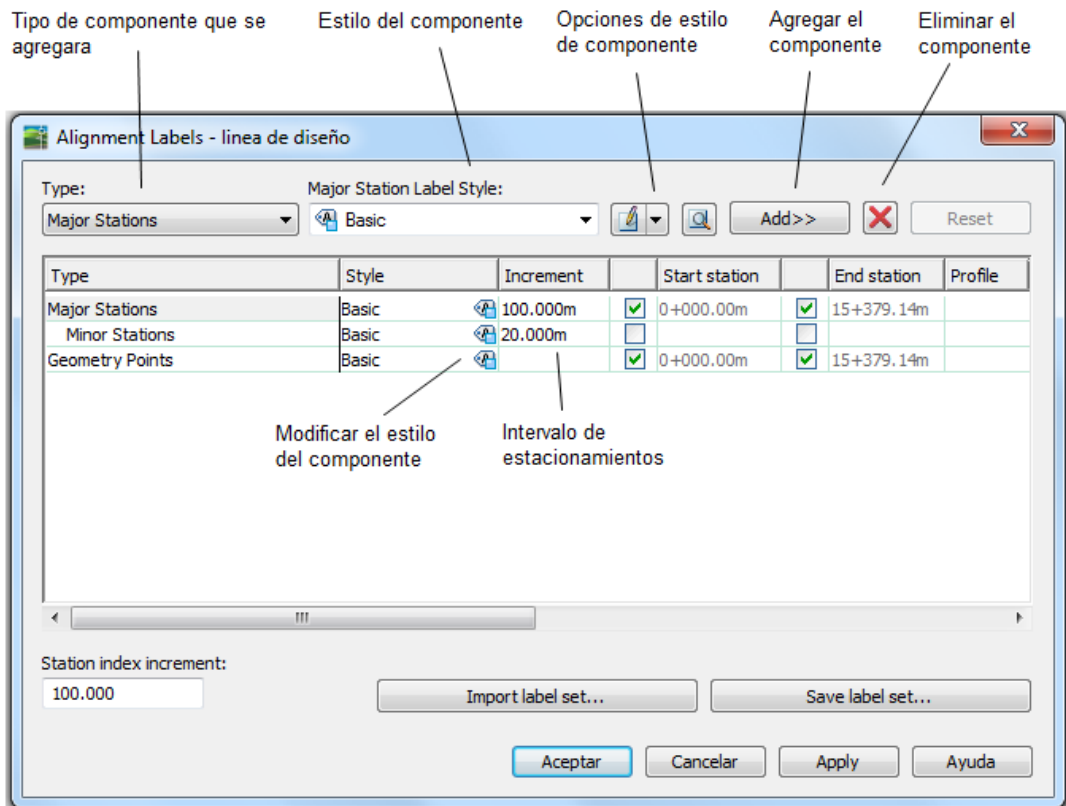 Tipo de componente que se
agregara
Estilo del componente
Opciones de estilo
de componente
Agregar el
componente
Eliminar el
componente
Alignment Labels - linea de diseño
Type:
Major Station Label Style:
Major Stations
Basic
Add>>
Reset
Type Style Increment Start station End station Profile
Major Stations Basic 100.000m 0+000.00m 15+379.14m
Minor Stations Basic 20.000m
Geometry Points Basic 0+000.00m 15+379.14m
Modificar el estilo
del componente
Intervalo de
estacionamientos
Station index increment:
100.000
Import label set...
Save label set...
Aceptar
Cancelar
Apply
Ayuda